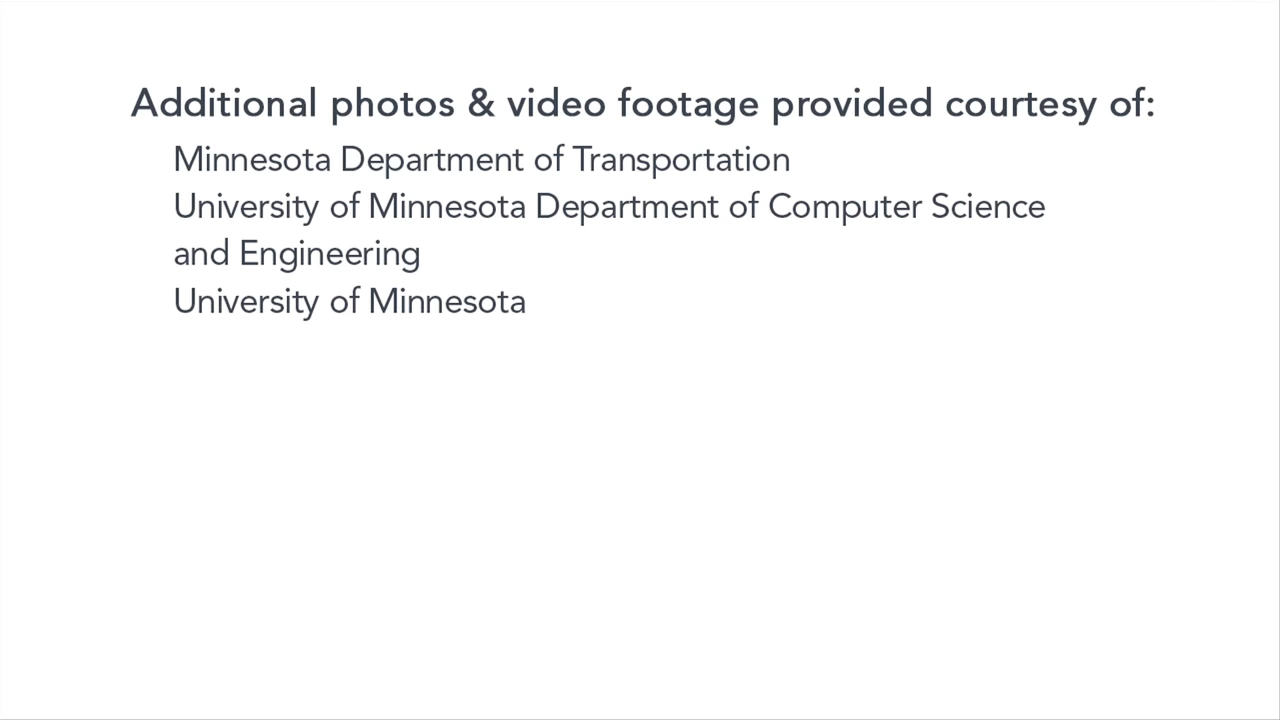 Additional photos & video footage provided courtesy of:
Minnesota Department of Transportation
University of Minnesota Department of Computer Science
and Engineering
University of Minnesota